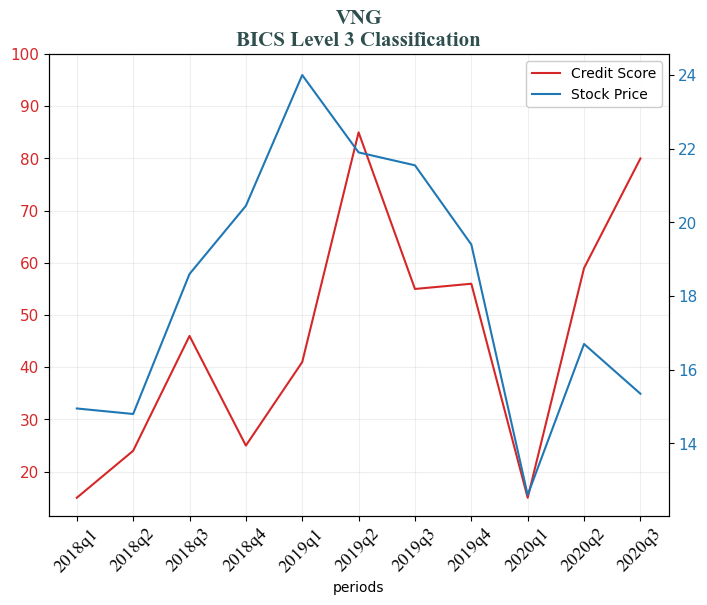 VNG
BICS Level 3 Classification
100
90
80
70
60
50
40
30
20
Credit Score
Stock Price
24
22
20
18
16
14
2018q1
2018q2
2018q3
2018q4
2019q1
2019q2
2019q3
2019q4
2020q1
2020q2
2020q3
periods